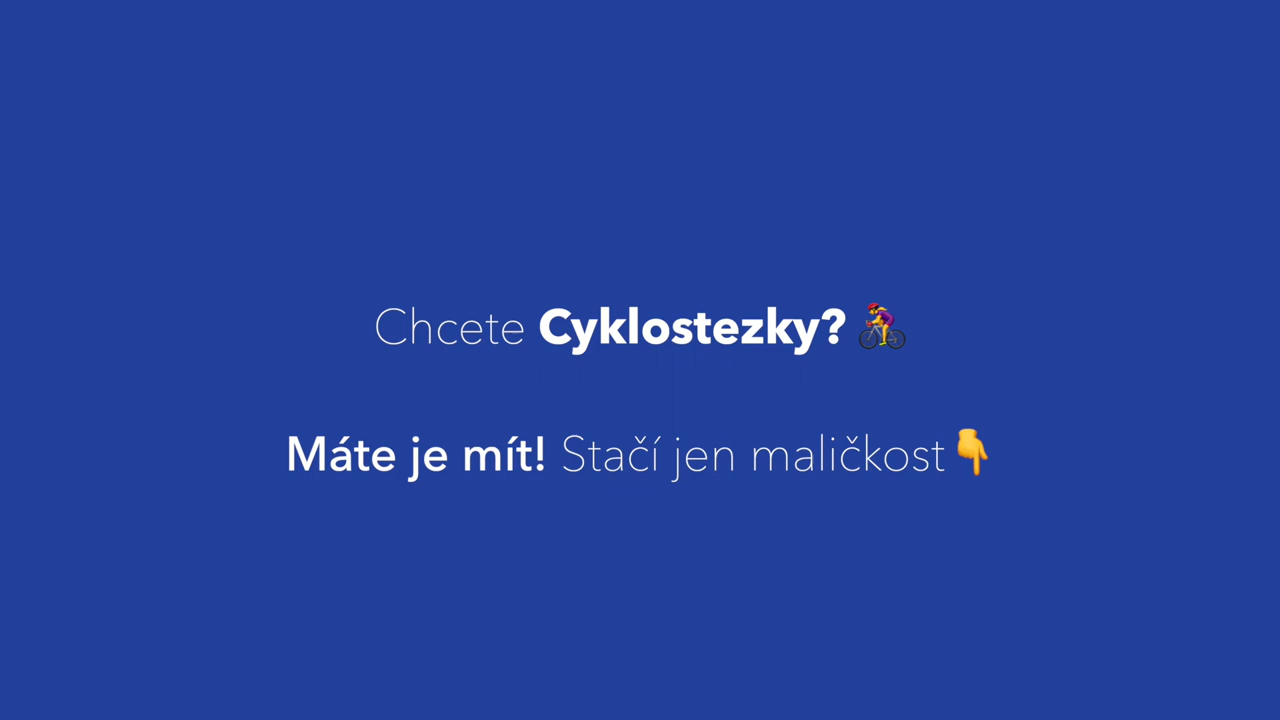 Chcete Cyklostezky? 🚴‍♀️
Máte je mít! Stačí jen maličkost👇